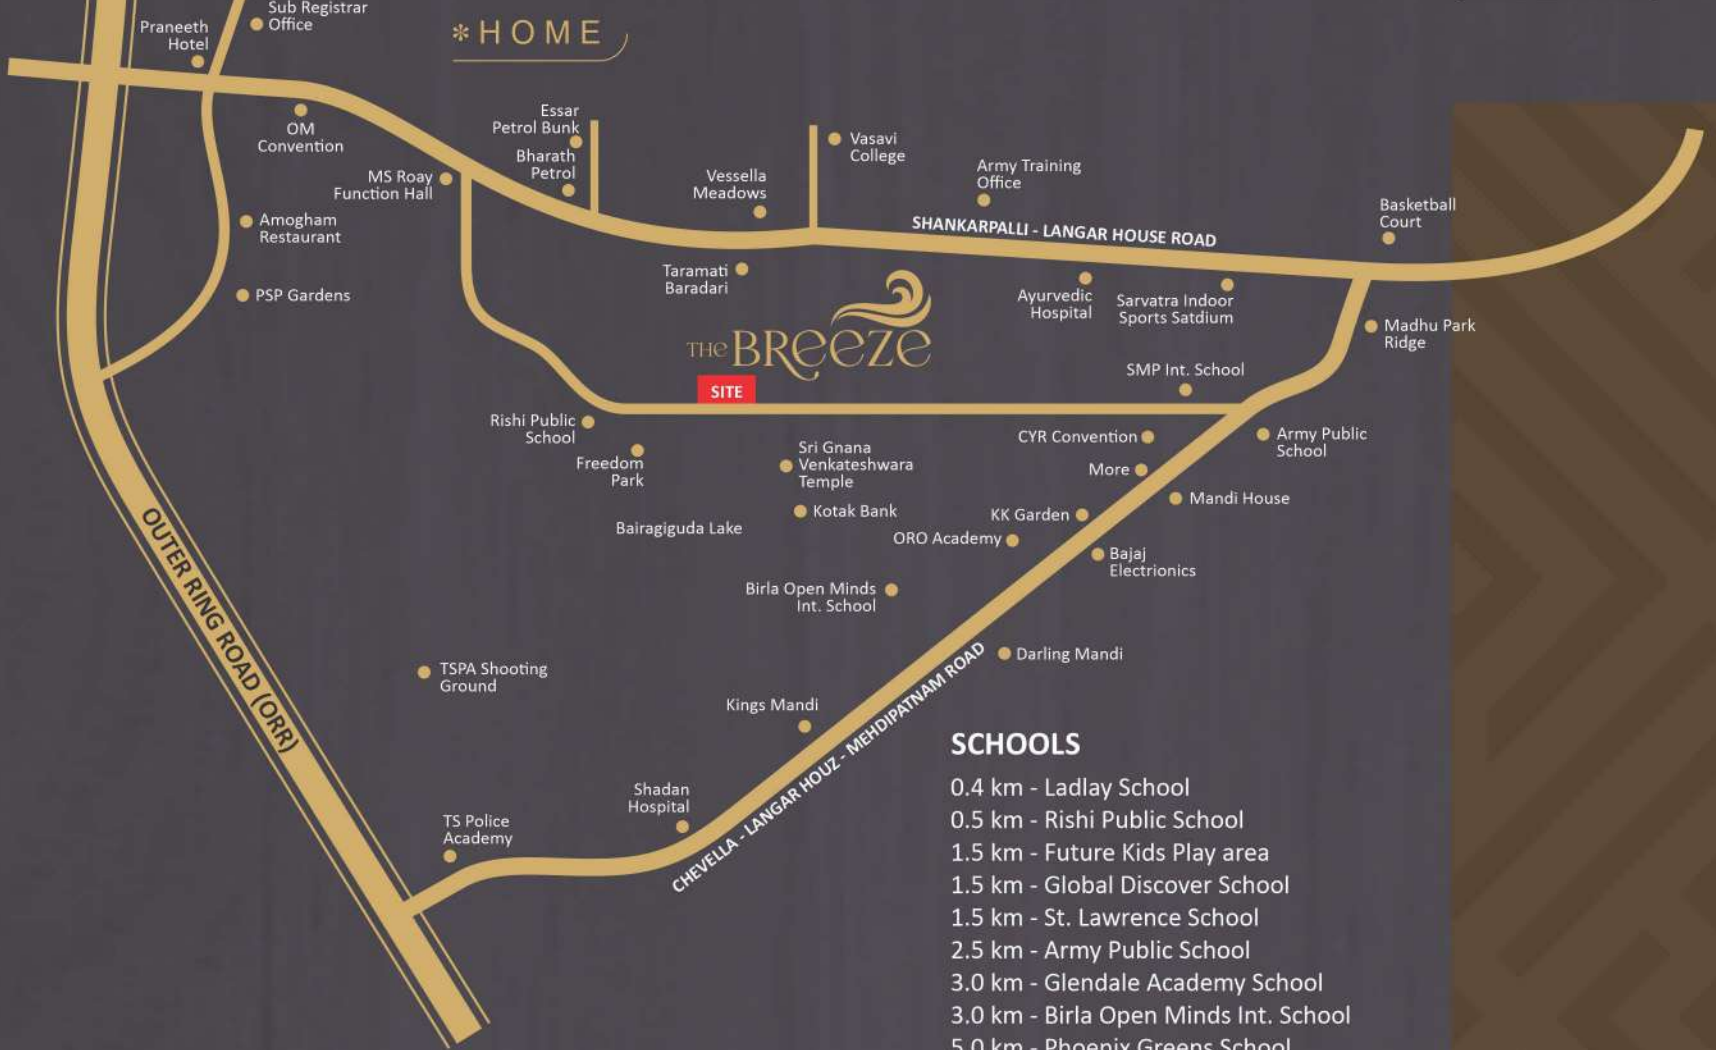 Sub Registrar
Office
Praneeth
Hotel
*HOME
OM
Convention
Essar
Petrol Bunk
Bharath
Petrol
MS Roay
Function Hall
Vessella
Meadows
Vasavi
College
Army Training
Office
Basketball
Court
Amogham
Restaurant
SHANKARPALLI - LANGAR HOUSE ROAD
PSP Gardens
Taramati
Baradari
Ayurvedic
Hospital
Sarvatra Indoor
Sports Satdium
Madhu Park
Ridge
THE BREEZE
SITE
SMP Int. School
Rishi Public
School
Freedom
Park
Sri Gnana
Venkateshwara
Temple
CYR Convention
Army Public
School
More
Mandi House
Kotak Bank
KK Garden
Bairagiguda Lake
ORO Academy
Bajaj
Electrionics
Birla Open Minds
Int. School
OUTER RING ROAD (ORR)
Darling Mandi
TSPA Shooting
Ground
Kings Mandi
CHEVELLA - LANGAR HOUZ - MEHDIPATNAM ROAD
Shadan
Hospital
TS Police
Academy
SCHOOLS
0.4 km - Ladlay School
0.5 km - Rishi Public School
1.5 km - Future Kids Play area
1.5 km - Global Discover School
1.5 km - St. Lawrence School
2.5 km - Army Public School
3.0 km - Glendale Academy School
3.0 km - Birla Open Minds Int. School
5.0 km - Phoenix Greens School